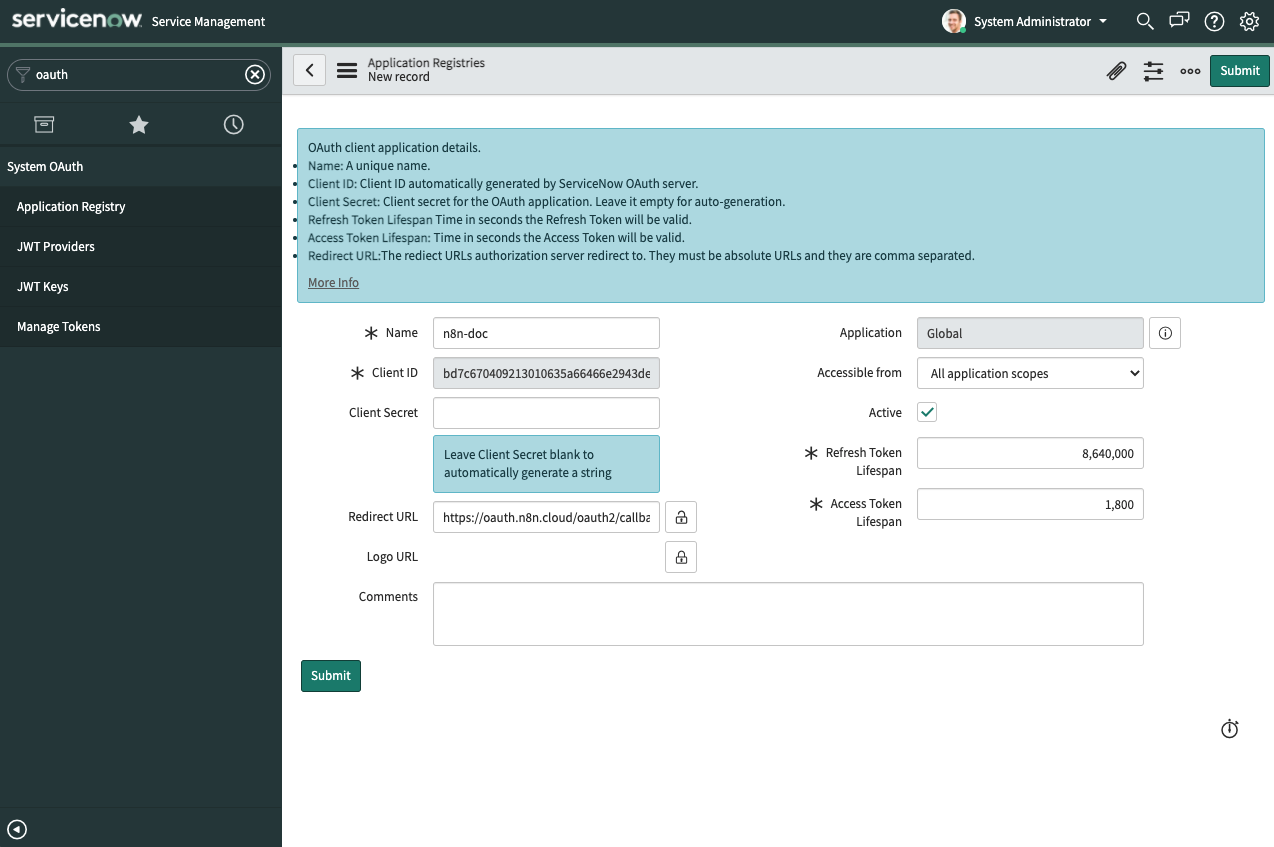 servicenow Service Management
System Administrator
oauth
System OAuth
Application Registry
JWT Providers
JWT Keys
Manage Tokens
Application Registries
New record
Submit
OAuth client application details.
Name: A unique name.
Client ID: Client ID automatically generated by ServiceNow OAuth server.
Client Secret: Client secret for the OAuth application. Leave it empty for auto-generation.
Refresh Token Lifespan Time in seconds the Refresh Token will be valid.
Access Token Lifespan: Time in seconds the Access Token will be valid.
Redirect URL:The rediect URLs authorization server redirect to. They must be absolute URLs and they are comma separated.
More Info
Name n8n-doc
Client ID bd7c670409213010635a66466e2943de
Client Secret
Leave Client Secret blank to
automatically generate a string
Redirect URL https://oauth.n8n.cloud/oauth2/callba
Logo URL
Application Global
Accessible from All application scopes
Active
Refresh Token
Lifespan
8,640,000
Access Token
Lifespan
1,800
Comments
Submit